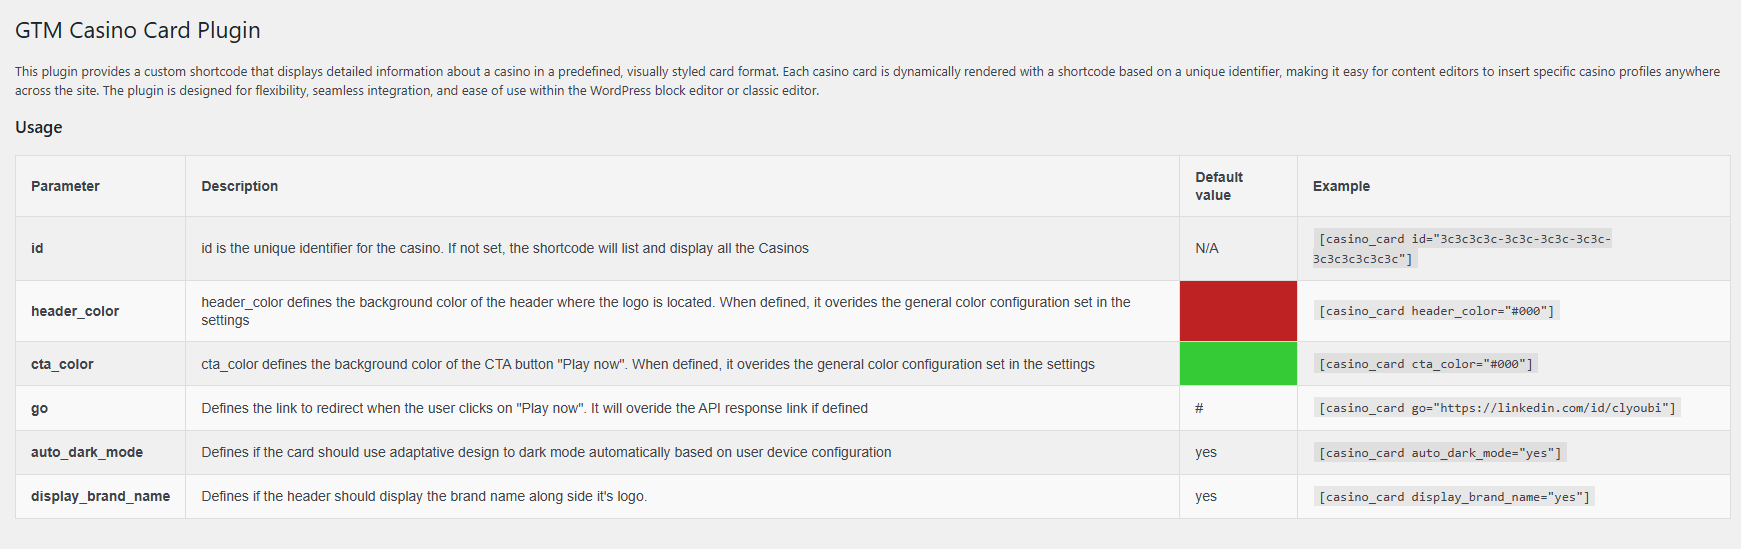 GTM Casino Card Plugin
This plugin provides a custom shortcode that displays detailed information about a casino in a predefined, visually styled card format. Each casino card is dynamically rendered with a shortcode based on a unique identifier, making it easy for content editors to insert specific casino profiles anywhere
across the site. The plugin is designed for flexibility, seamless integration, and ease of use within the WordPress block editor or classic editor.
Usage
Parameter
Description
Default
value
Example
id
id is the unique identifier for the casino. If not set, the shortcode will list and display all the Casinos
N/A
[casino_card id="3c3c3c3c-3c3c-3c3c-3c3c-
3c3c3c3c3c3c"]
header_color
header_color defines the background color of the header where the logo is located. When defined, it overides the general color configuration set in the
settings
[casino_card header_color="#000"]
cta_color
cta_color defines the background color of the CTA button "Play now". When defined, it overides the general color configuration set in the settings
[casino_card cta_color="#000"]
go
Defines the link to redirect when the user clicks on "Play now". It will overide the API response link if defined
#
[casino_card go="https://linkedin.com/id/clyoubi"]
auto_dark_mode
Defines if the card should use adaptative design to dark mode automatically based on user device configuration
yes
[casino_card auto_dark_mode="yes"]
display_brand_name
Defines if the header should display the brand name along side it's logo.
yes
[casino_card display_brand_name="yes"]